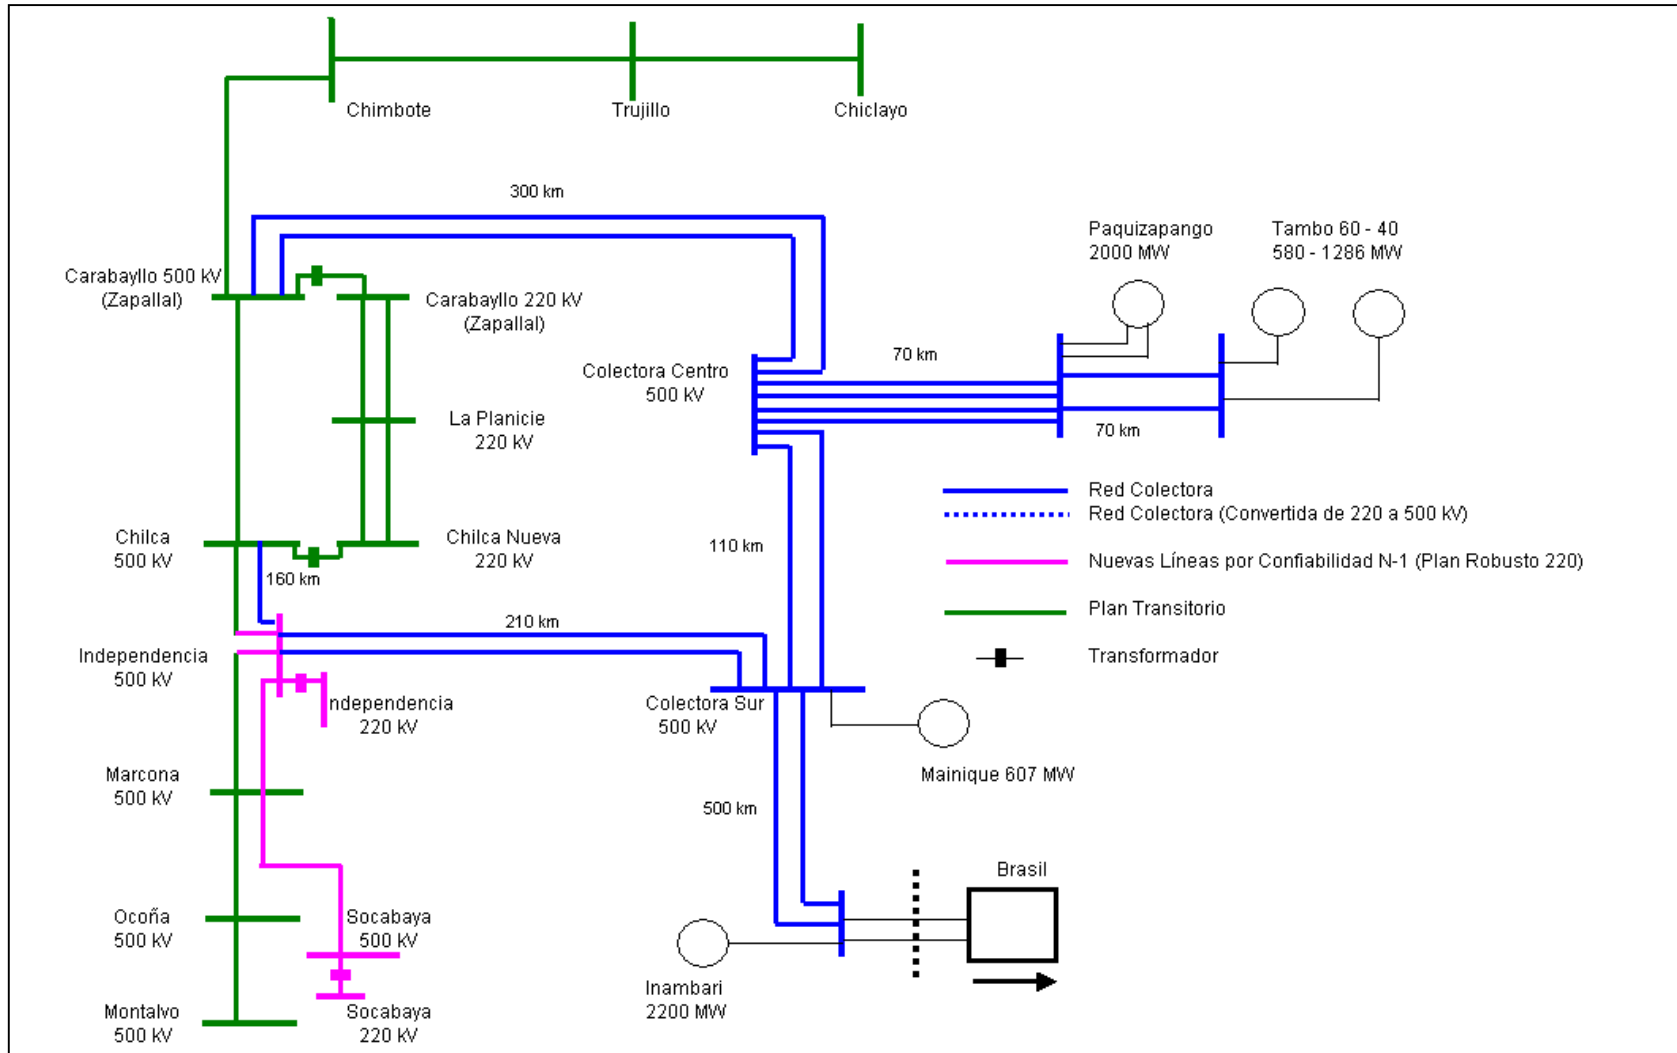 Chimbote
Trujillo
Chiclayo
300 km
Paquizapango
2000 MW
Tambo 60 - 40
580 - 1286 MW
Carabayllo 500 kV
(Zapallal)
Carabayllo 220 kV
(Zapallal)
Colectora Centro
500 kV
70 km
70 km
La Planicie
220 kV
Red Colectora
Red Colectora (Convertida de 220 a 500 kV)
Chilca
500 kV
Chilca Nueva
220 kV
110 km
Nuevas Líneas por Confiabilidad N-1 (Plan Robusto 220)
160 km
Plan Transitorio
210 km
Independencia
500 kV
Transformador
ndependencia
220 kV
Colectora Sur
500 kV
Marcona
500 kV
Mainique 607 MW
500 km
Brasil
Ocoña
500 kV
Socabaya
500 kV
Inambari
2200 MW
Montalvo
500 kV
Socabaya
220 kV